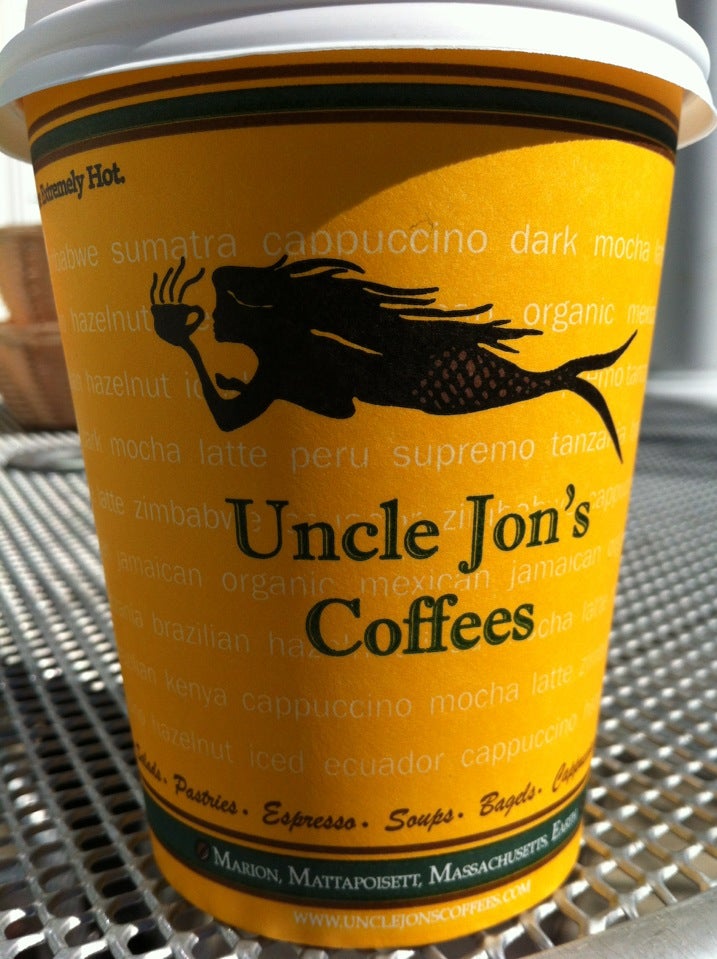 Extremely Hot.
sumatra cappuccino dark mocha
hazelnut organic
hazelnut
mocha latte peru supremo tanzania
latte zimbabwe
Uncle Jon's
jamaican organic mexican jamaican
Coffees
brazilian
kenya cappuccino mocha latte
hazelnut iced ecuador cappuccino
Salads • Pastries • Espresso • Soups • Bagels •
Marion, Mattapoisett, Massachusetts
www.unclejonscoffees.com